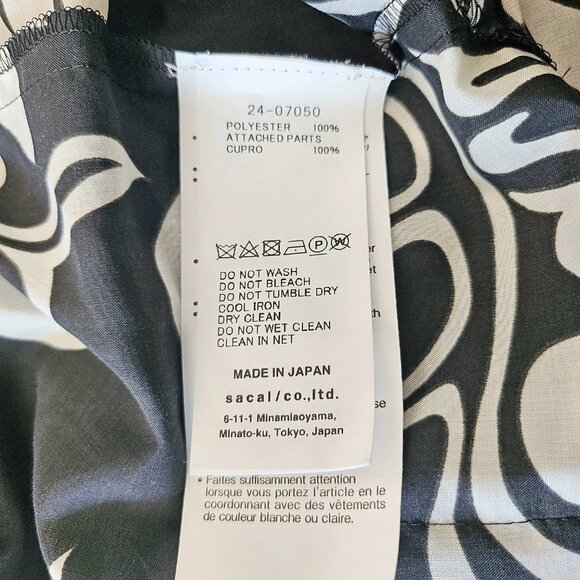 24-07050
POLYESTER 100%
ATTACHED PARTS
CUPRO 100%
DO NOT WASH
DO NOT BLEACH
DO NOT TUMBLE DRY
COOL IRON
DRY CLEAN
DO NOT WET CLEAN
CLEAN IN NET
MADE IN JAPAN
sacai/co.,ltd.
6-11-1 Minamiaoyama,
Minato-ku, Tokyo, Japan
• Faites suffisamment attention
lorsque vous portez l'article en le
coordonnant avec des vêtements
de couleur blanche ou claire.